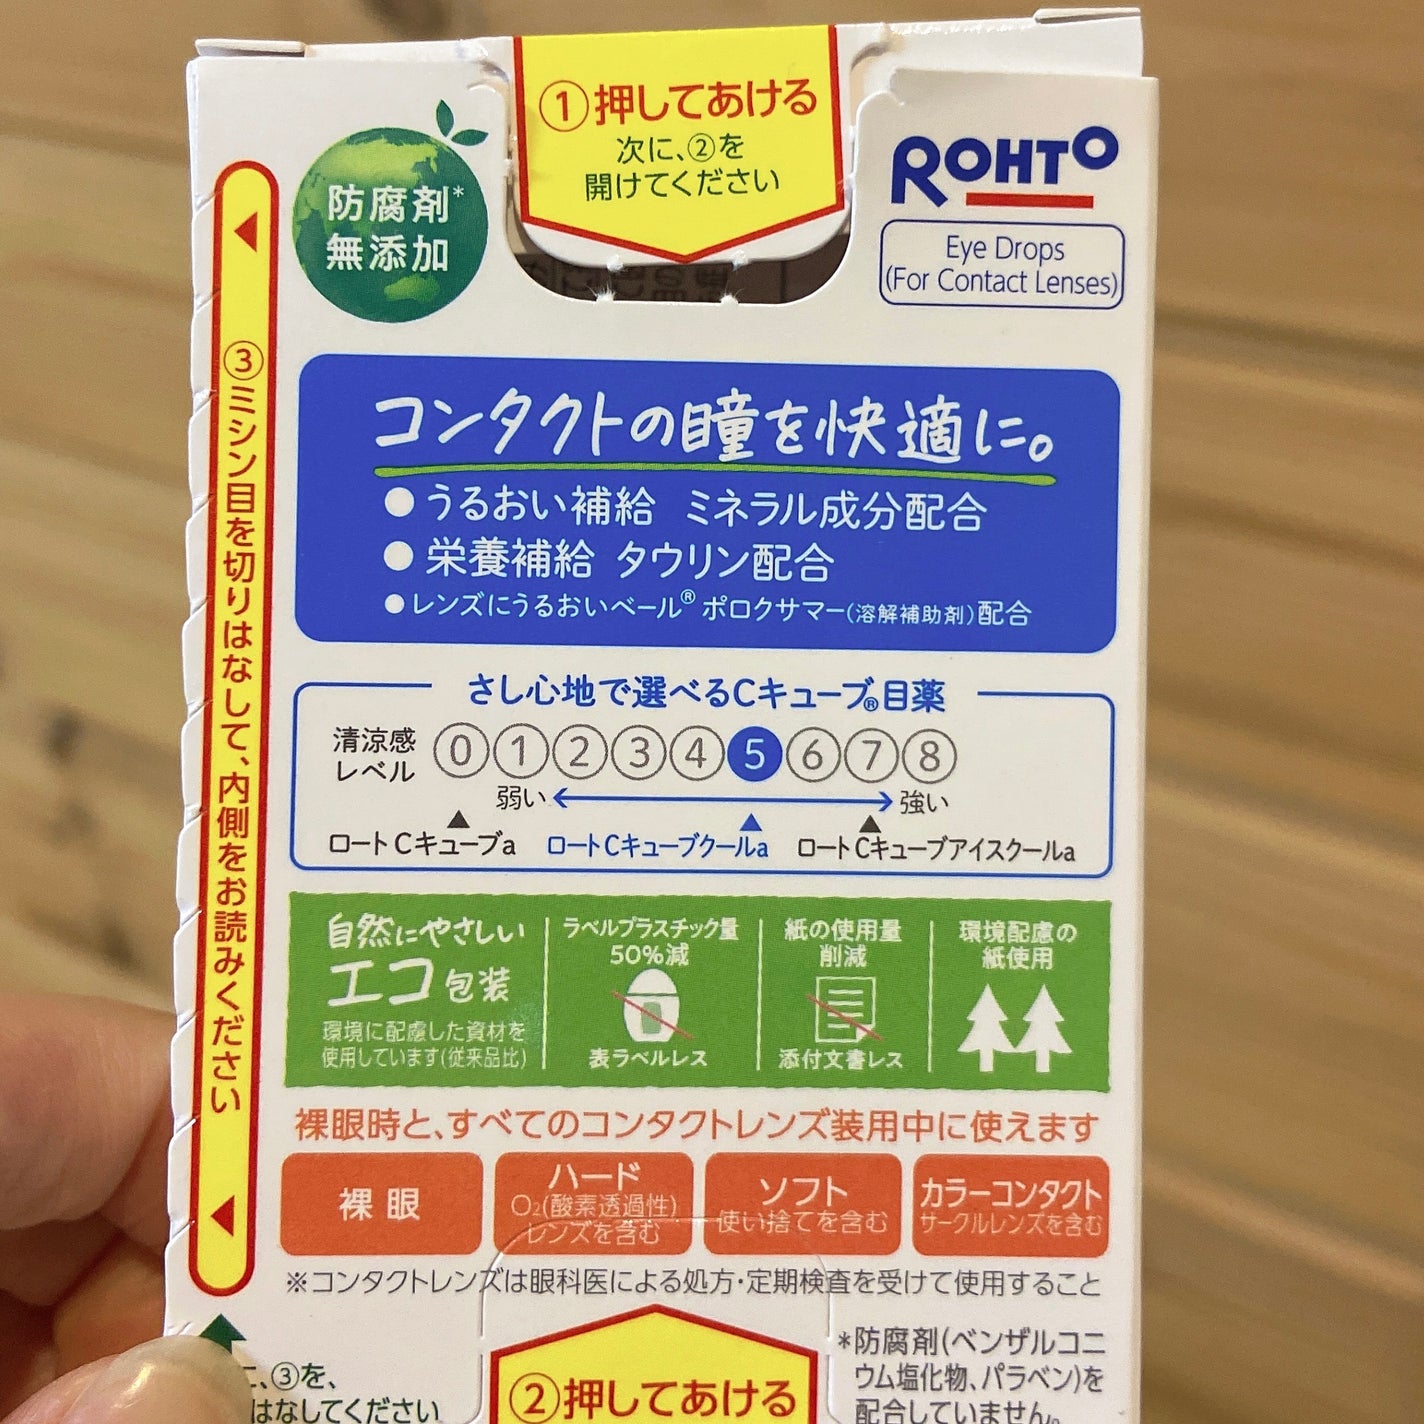 ①押してあける
次に、②を
開けてください
防腐剤*
無添加
ROHTO
Eye Drops
(For Contact Lenses)
③ミシン目を切りはなして、内側をお読みください
コンタクトの瞳を快適に。
●うるおい補給 ミネラル成分配合
●栄養補給 タウリン配合
●レンズにうるおいベール® ポロクサマー(溶解補助剤)配合
さし心地で選べるCキューブ®目薬
清涼感
レベル
0 1 2 3 4 5 6 7 8
弱い 強い
ロートCキューブa ロートCキューブクールa ロートCキューブアイスクールa
自然にやさしい
エコ包装
環境に配慮した資材を
使用しています(従来品比)
ラベルプラスチック量
50%減
表ラベルレス
紙の使用量
削減
添付文書レス
環境配慮の
紙使用
裸眼時と、すべてのコンタクトレンズ装用中に使えます
裸眼
ハード
O₂(酸素透過性)
レンズを含む
ソフト
使い捨てを含む
カラーコンタクト
サークルレンズを含む
※コンタクトレンズは眼科医による処方・定期検査を受けて使用すること
、③を、
はなしてください
②押してあける
*防腐剤(ベンザルコニ
ウム塩化物、パラベン)を
配合していません。